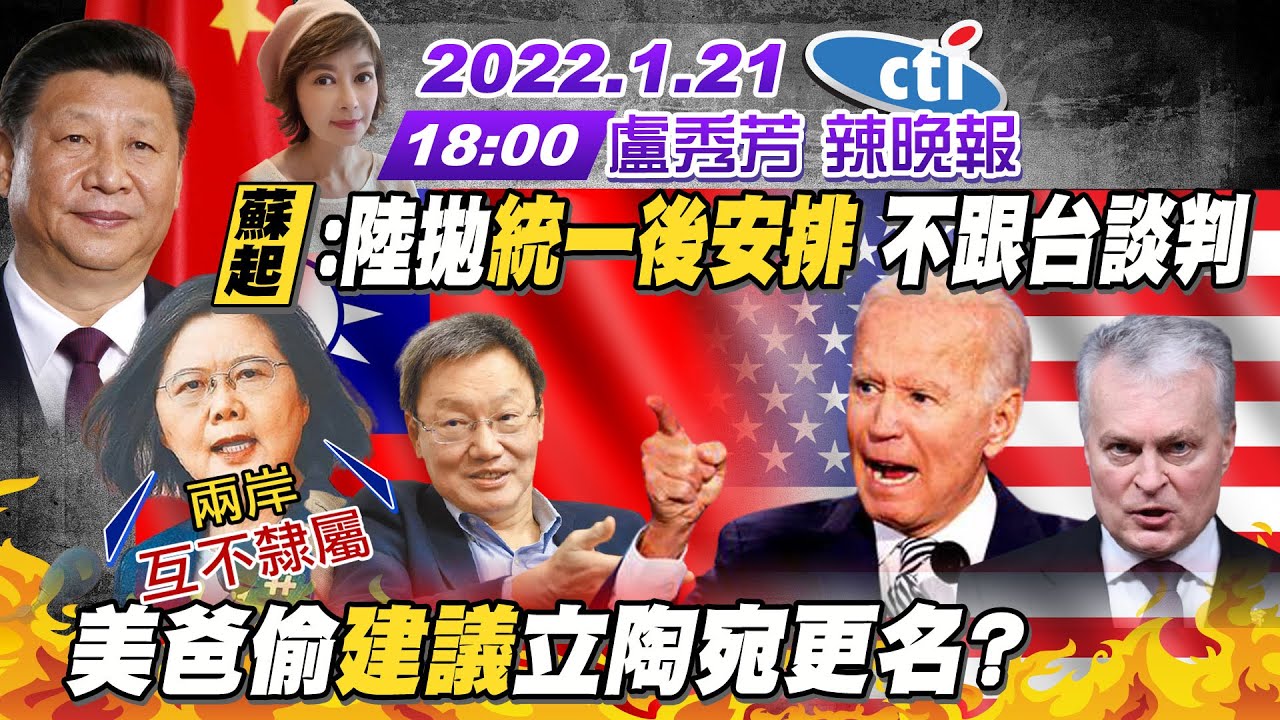 2022.1.21
cti
18:00 盧秀芳 辣晚報
蘇起:陸拋統一後安排 不跟台談判
兩岸
互不隸屬
美爸偷建議立陶宛更名?